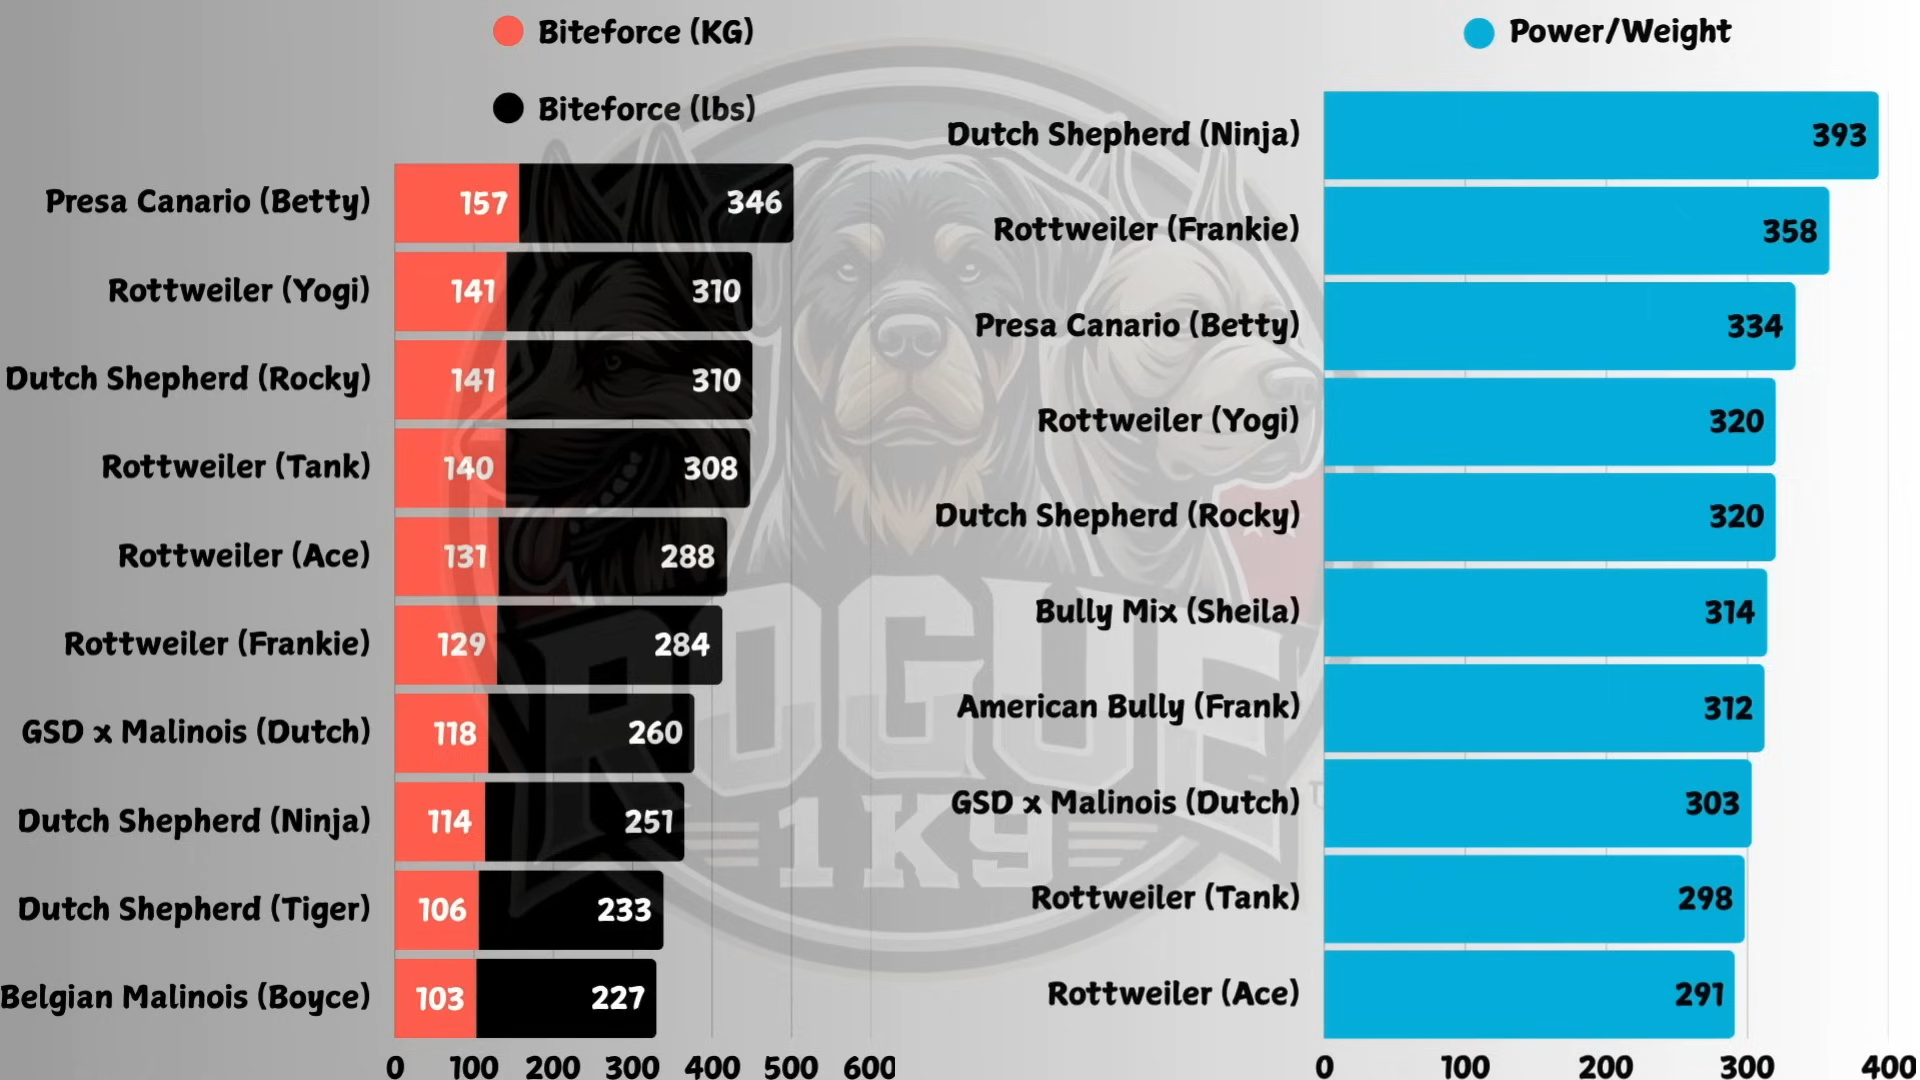 Biteforce (KG)
Biteforce (lbs)
Presa Canario (Betty) 157 346
Rottweiler (Yogi) 141 310
Dutch Shepherd (Rocky) 141 310
Rottweiler (Tank) 140 308
Rottweiler (Ace) 131 288
Rottweiler (Frankie) 129 284
GSD x Malinois (Dutch) 118 260
Dutch Shepherd (Ninja) 114 251
Dutch Shepherd (Tiger) 106 233
Belgian Malinois (Boyce) 103 227
0 100 200 300 400 500 600
Power/Weight
Dutch Shepherd (Ninja) 393
Rottweiler (Frankie) 358
Presa Canario (Betty) 334
Rottweiler (Yogi) 320
Dutch Shepherd (Rocky) 320
Bully Mix (Sheila) 314
American Bully (Frank) 312
GSD x Malinois (Dutch) 303
Rottweiler (Tank) 298
Rottweiler (Ace) 291
0 100 200 300 400
ROGUE
1K9